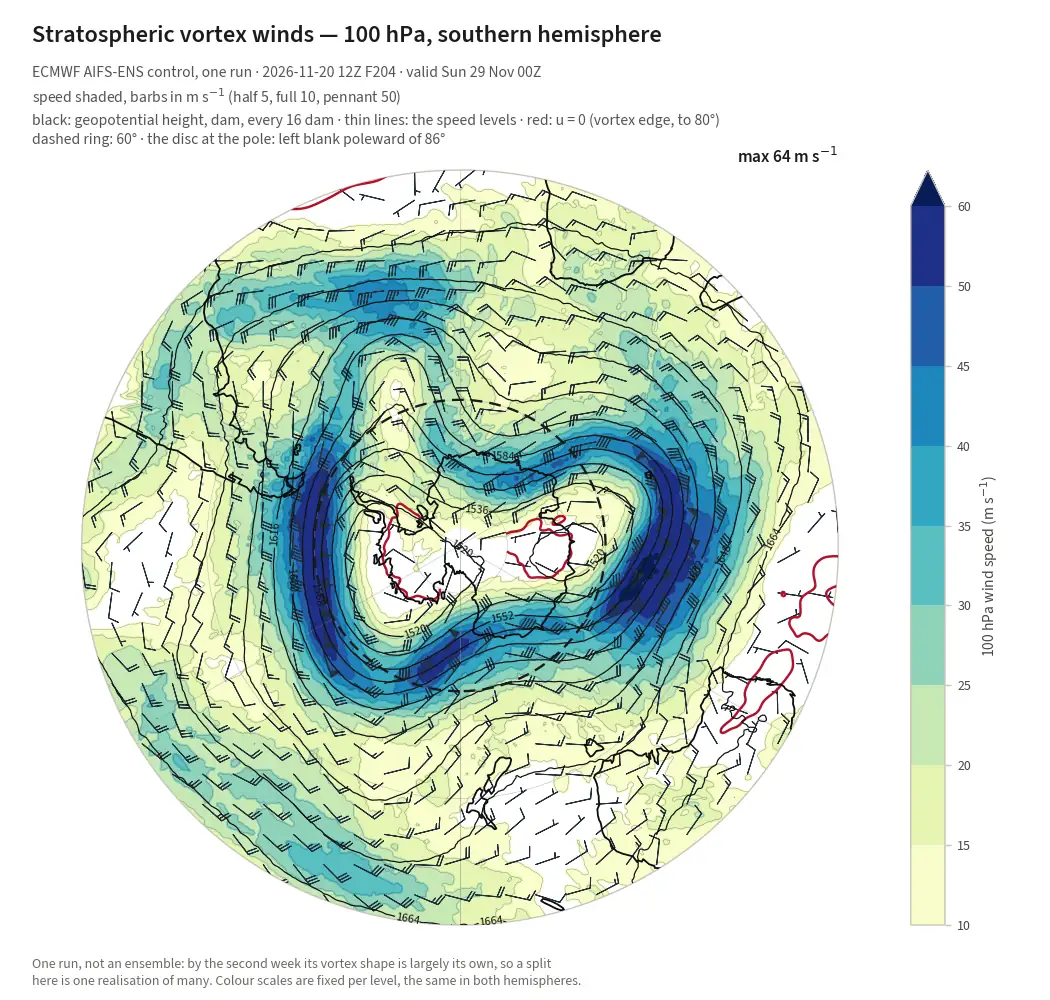 Stratospheric vortex winds — 100 hPa, southern hemisphere
ECMWF AIFS-ENS control, one run · 2026-11-20 12Z F204 · valid Sun 29 Nov 00Z
speed shaded, barbs in m s⁻¹ (half 5, full 10, pennant 50)
black: geopotential height, dam, every 16 dam · thin lines: the speed levels · red: u = 0 (vortex edge, to 80°)
dashed ring: 60° · the disc at the pole: left blank poleward of 86°
max 64 m s⁻¹
60
50
45
40
35
30
25
20
15
10
100 hPa wind speed (m s⁻¹)
1584
1536
1520
1520
1616
1664
1552
1520
1664
1664
One run, not an ensemble: by the second week its vortex shape is largely its own, so a split
here is one realisation of many. Colour scales are fixed per level, the same in both hemispheres.